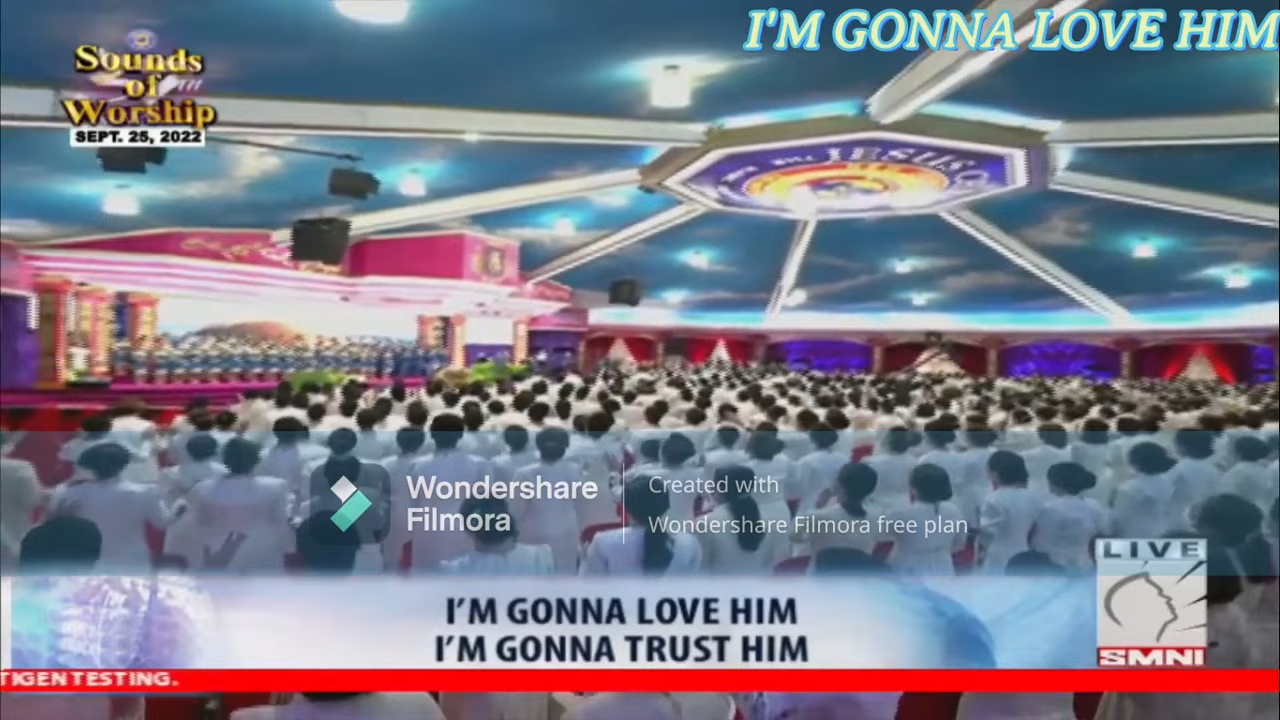 I'M GONNA LOVE HIM
Sounds
of
Worship
SEPT. 25, 2022
JESUS
Wondershare
Filmora
Created with
Wondershare Filmora free plan
LIVE
I'M GONNA LOVE HIM
I'M GONNA TRUST HIM
SMNI
TIGEN TESTING.